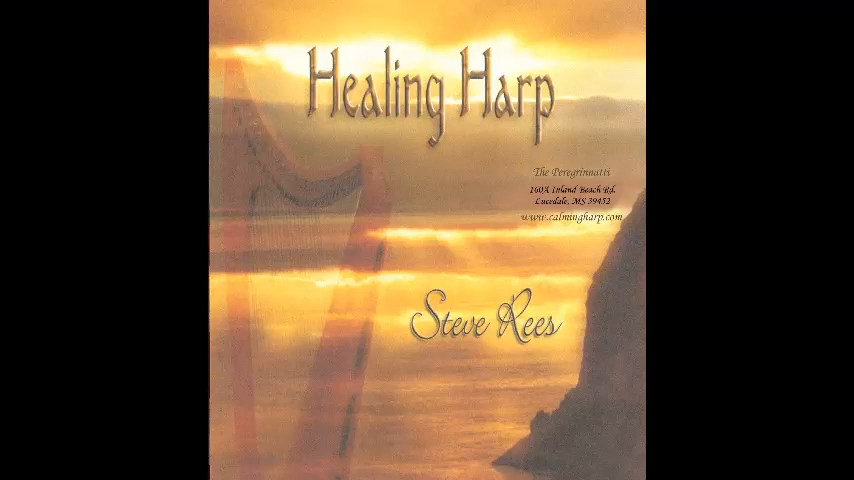 Healing Harp
The Peregrinnatti
160A Inland Beach Rd.
Lucedale, MS 39452
www.calmingharp.com
Steve Rees